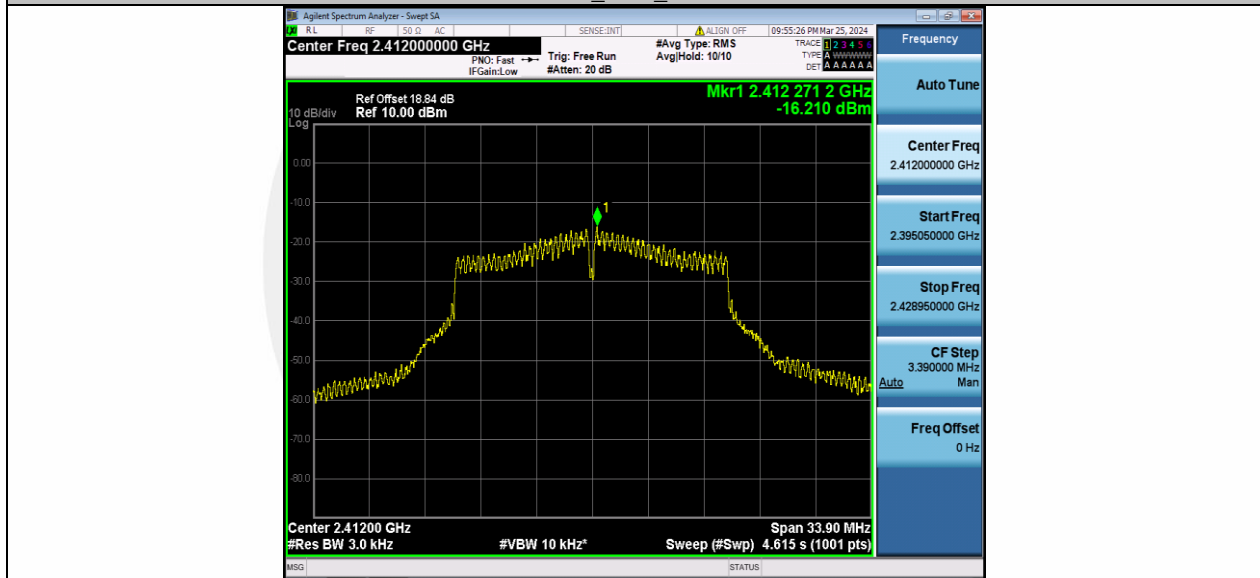 Agilent Spectrum Analyzer - Swept SA
RL RF 50 Ω AC SENSE:INT ALIGN OFF 09:55:26 PM Mar 25, 2024
Center Freq 2.412000000 GHz
PNO: Fast
IFGain:Low
Trig: Free Run
#Atten: 20 dB
#Avg Type: RMS
Avg|Hold: 10/10
TRACE 1 2 3 4 5 6
TYPE A WWWWW
DET A A A A A A
Frequency
Mkr1 2.412 271 2 GHz
-16.210 dBm
Ref Offset 18.84 dB
10 dB/div Ref 10.00 dBm
Log
0.00
-10.0
-20.0
-30.0
-40.0
-50.0
-60.0
-70.0
-80.0
1
Center 2.41200 GHz Span 33.90 MHz
#Res BW 3.0 kHz #VBW 10 kHz* Sweep (#Swp) 4.615 s (1001 pts)
MSG STATUS
Auto Tune
Center Freq
2.412000000 GHz
Start Freq
2.395050000 GHz
Stop Freq
2.428950000 GHz
CF Step
3.390000 MHz
Auto Man
Freq Offset
0 Hz